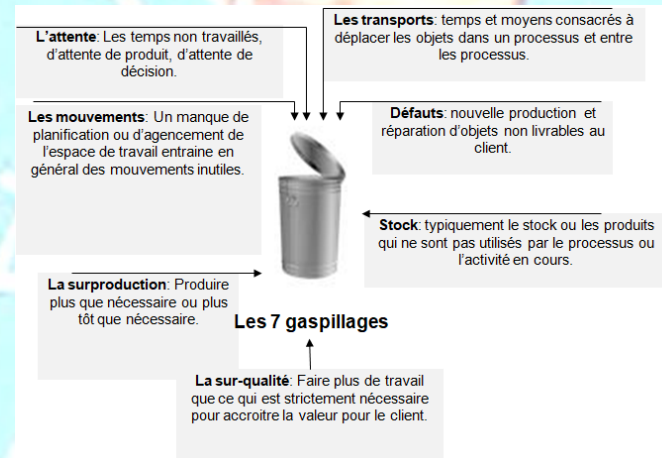 L'attente: Les temps non travaillés,
d'attente de produit, d'attente de
décision.
Les transports: temps et moyens consacrés à
déplacer les objets dans un processus et entre
les processus.
Les mouvements: Un manque de
planification ou d'agencement de
l'espace de travail entraine en
général des mouvements inutiles.
Défauts: nouvelle production et
réparation d'objets non livrables au
client.
Stock: typiquement le stock ou les produits
qui ne sont pas utilisés par le processus ou
l'activité en cours.
La surproduction: Produire
plus que nécessaire ou plus
tôt que nécessaire.
Les 7 gaspillages
La sur-qualité: Faire plus de travail
que ce qui est strictement nécessaire
pour accroitre la valeur pour le client.